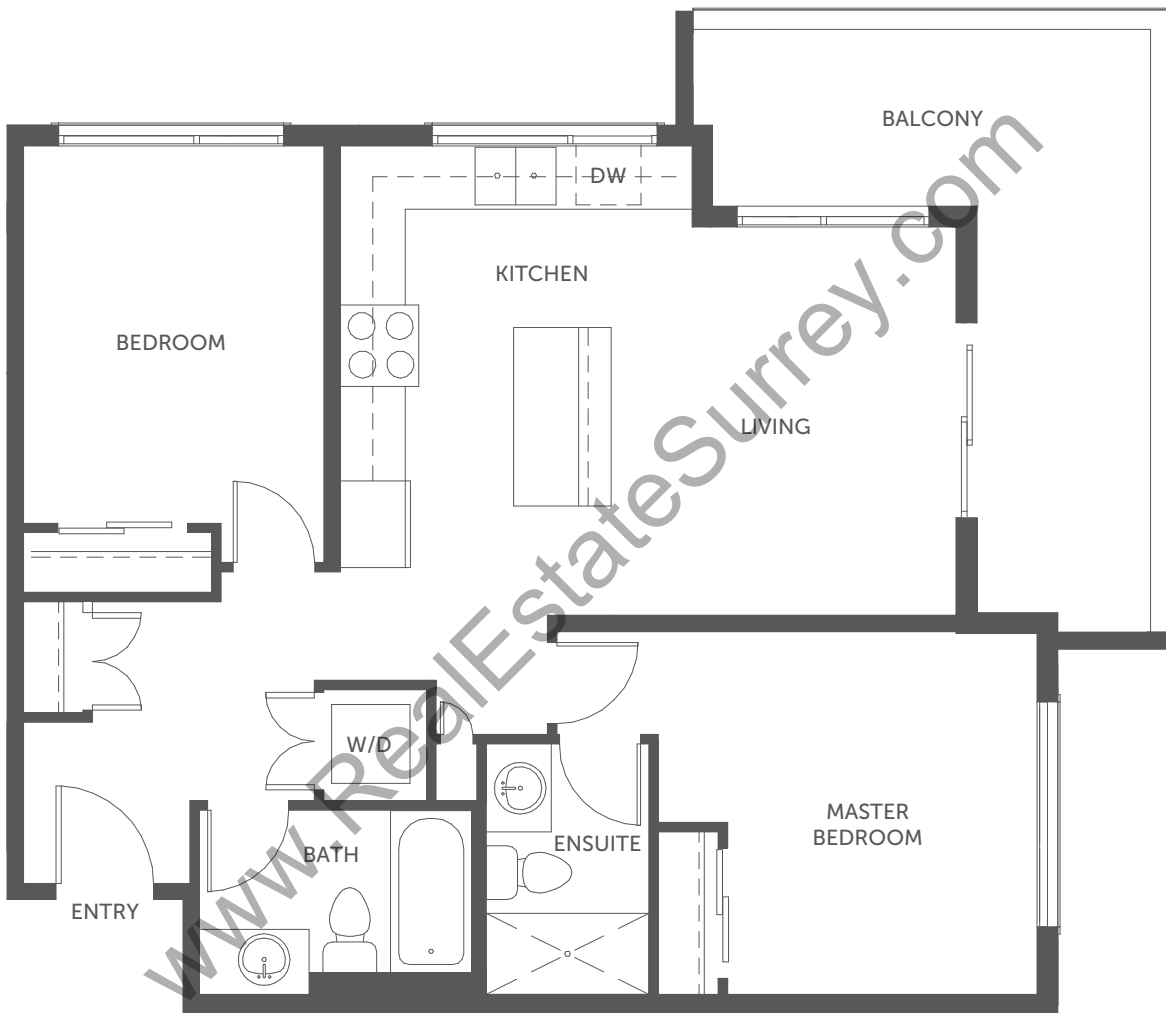 BALCONY
DW
KITCHEN
BEDROOM
LIVING
W/D
MASTER
BEDROOM
ENSUITE
BATH
ENTRY
www.RealEstateSurrey.com